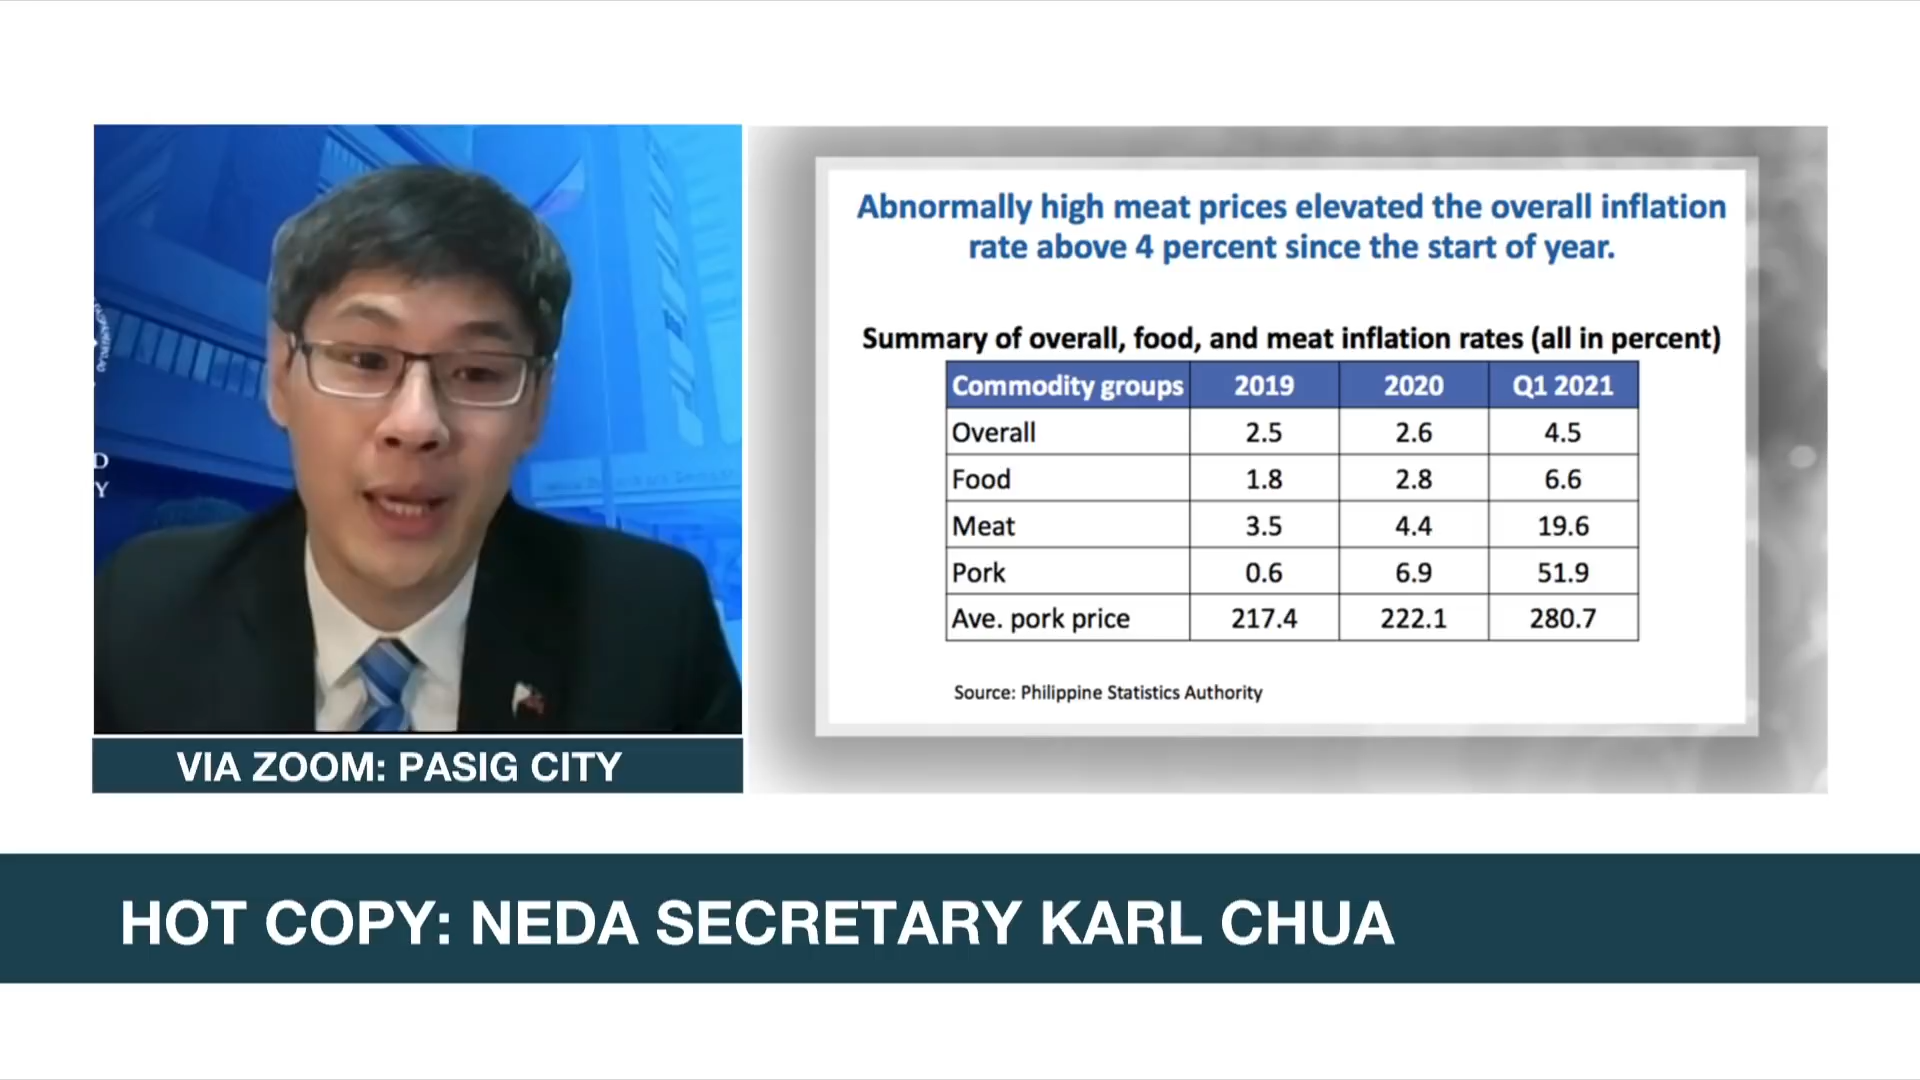 Abnormally high meat prices elevated the overall inflation
rate above 4 percent since the start of year.
Summary of overall, food, and meat inflation rates (all in percent)
Commodity groups 2019 2020 Q1 2021
Overall 2.5 2.6 4.5
Food 1.8 2.8 6.6
Meat 3.5 4.4 19.6
Pork 0.6 6.9 51.9
Ave. pork price 217.4 222.1 280.7
Source: Philippine Statistics Authority
D
Y
VIA ZOOM: PASIG CITY
HOT COPY: NEDA SECRETARY KARL CHUA